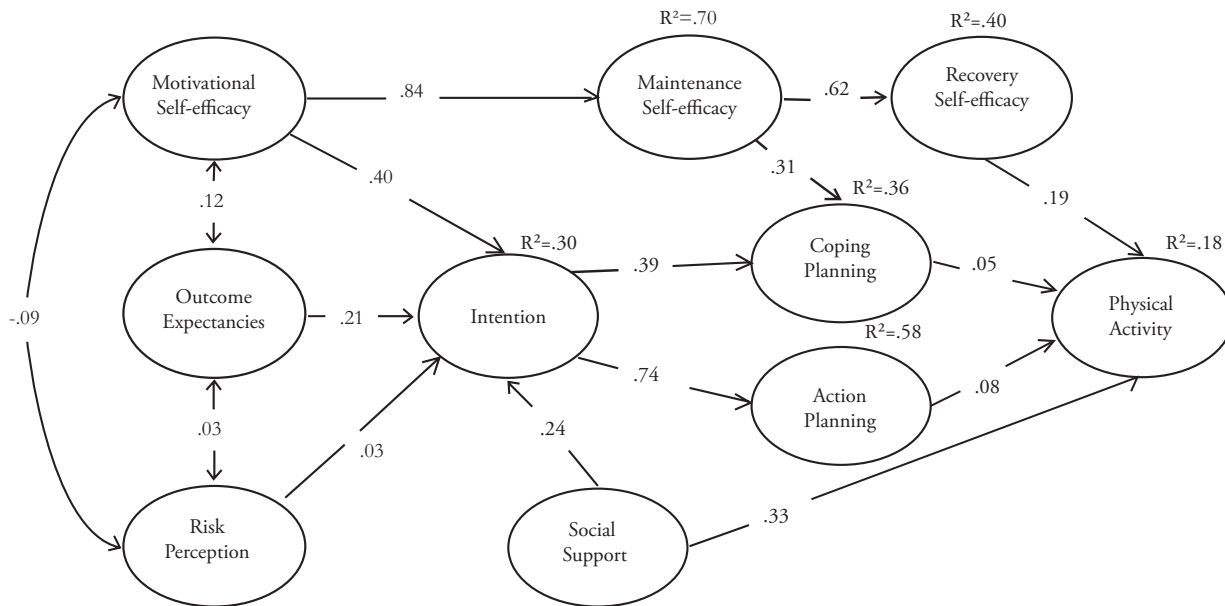 R²=.70
R²=.40
Motivational
Self-efficacy
.84
Maintenance
Self-efficacy
.62
Recovery
Self-efficacy
.40
.31
R²=.36
.19
.12
R²=.30
Coping
Planning
R²=.18
.39
.05
Outcome
Expectancies
.21
Intention
Physical
Activity
-.09
R²=.58
.74
Action
Planning
.08
.03
.03
.24
Risk
Perception
Social
Support
.33